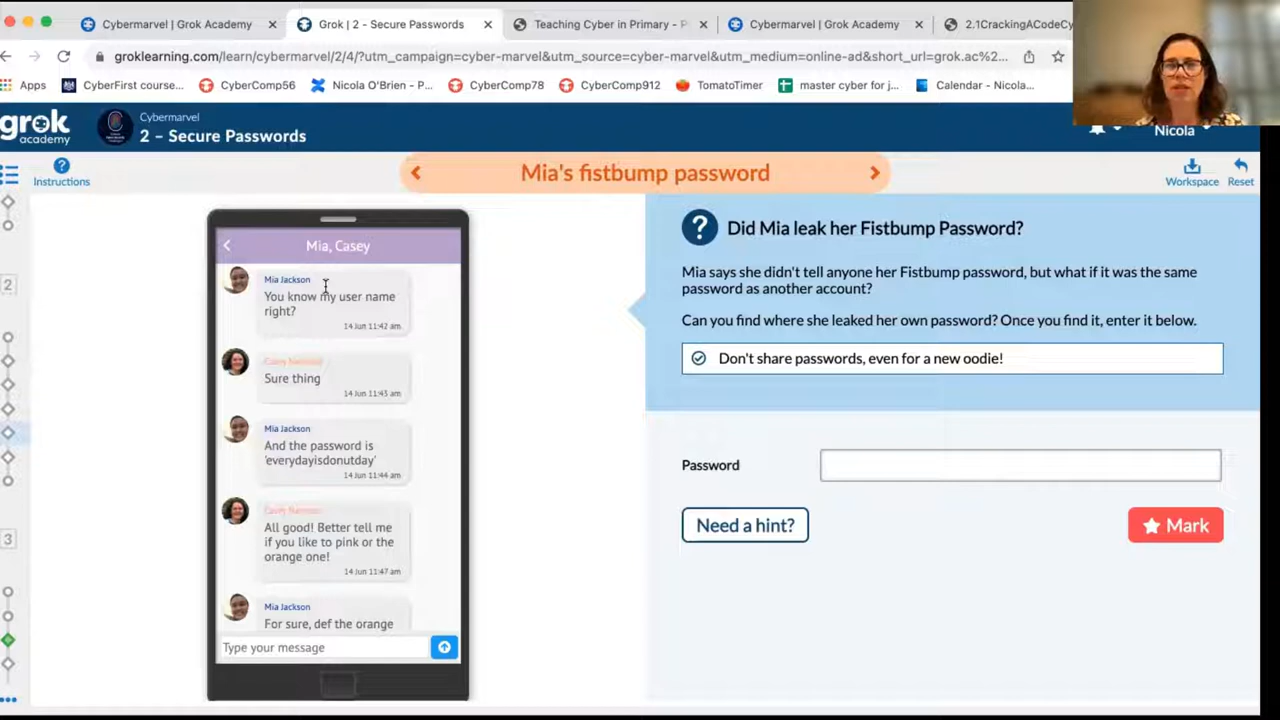 Cybermarvel | Grok Academy
Grok | 2 - Secure Passwords
Teaching Cyber in Primary - P
Cybermarvel | Grok Academy
2.1CrackingACodeCy
groklearning.com/learn/cybermarvel/2/4/?utm_campaign=cyber-marvel&utm_source=cyber-marvel&utm_medium=online-ad&short_url=grok.ac%2...
Apps
CyberFirst course...
CyberComp56
Nicola O'Brien - P...
CyberComp78
CyberComp912
TomatoTimer
master cyber for j...
Calendar - Nicola...
grok
academy
Cybermarvel
2 – Secure Passwords
Nicola
Instructions
Mia's fistbump password
Workspace
Reset
2
3
Mia, Casey
Mia Jackson
You know my user name
right?
14 Jun 11:42 am
Sure thing
14 Jun 11:43 am
Mia Jackson
And the password is
'everydayisdonutday'
14 Jun 11:44 am
All good! Better tell me
if you like to pink or the
orange one!
14 Jun 11:47 am
Mia Jackson
For sure, def the orange
Type your message
? Did Mia leak her Fistbump Password?
Mia says she didn't tell anyone her Fistbump password, but what if it was the same
password as another account?
Can you find where she leaked her own password? Once you find it, enter it below.
Don't share passwords, even for a new oodie!
Password
Need a hint?
Mark